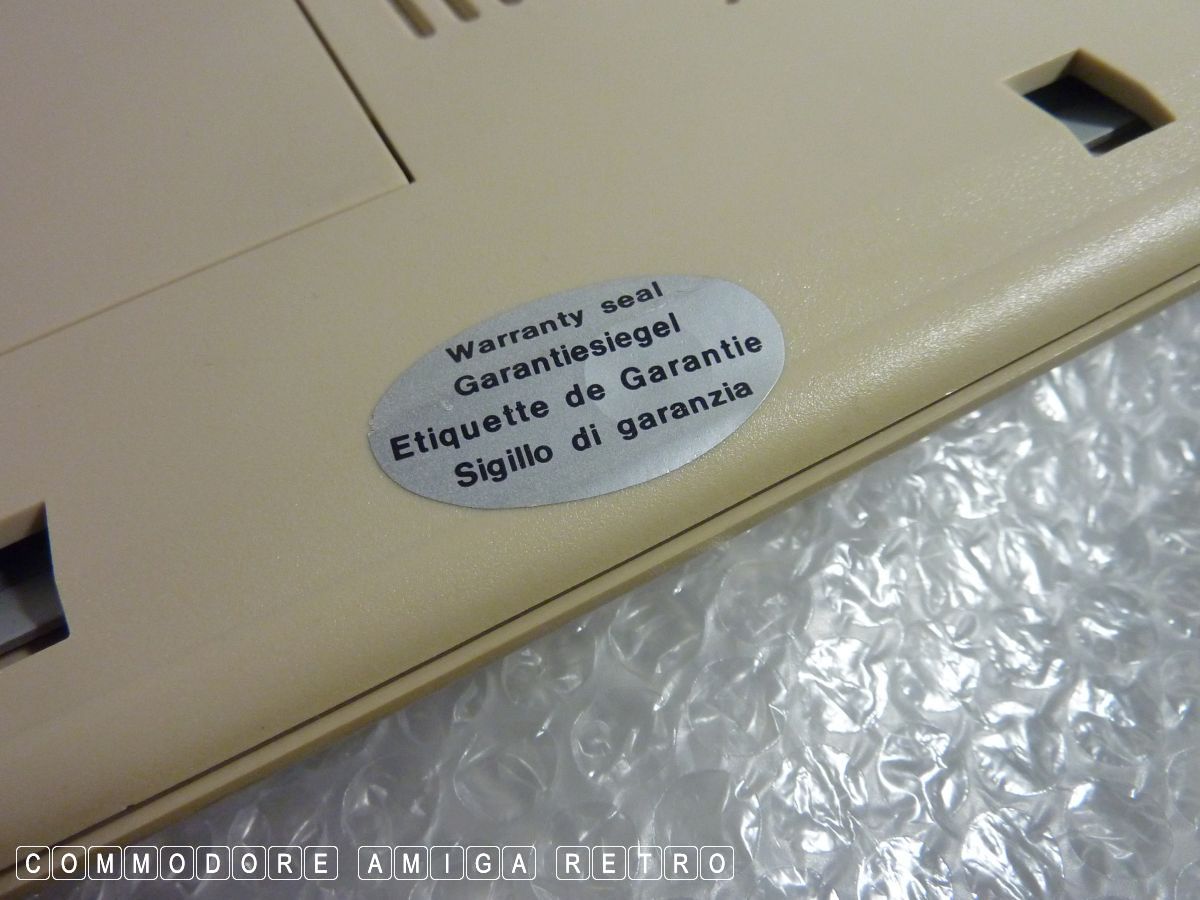 Warranty seal
Garantiesiegel
Etiquette de Garantie
Sigillo di garanzia
COMMODORE AMIGA RETRO